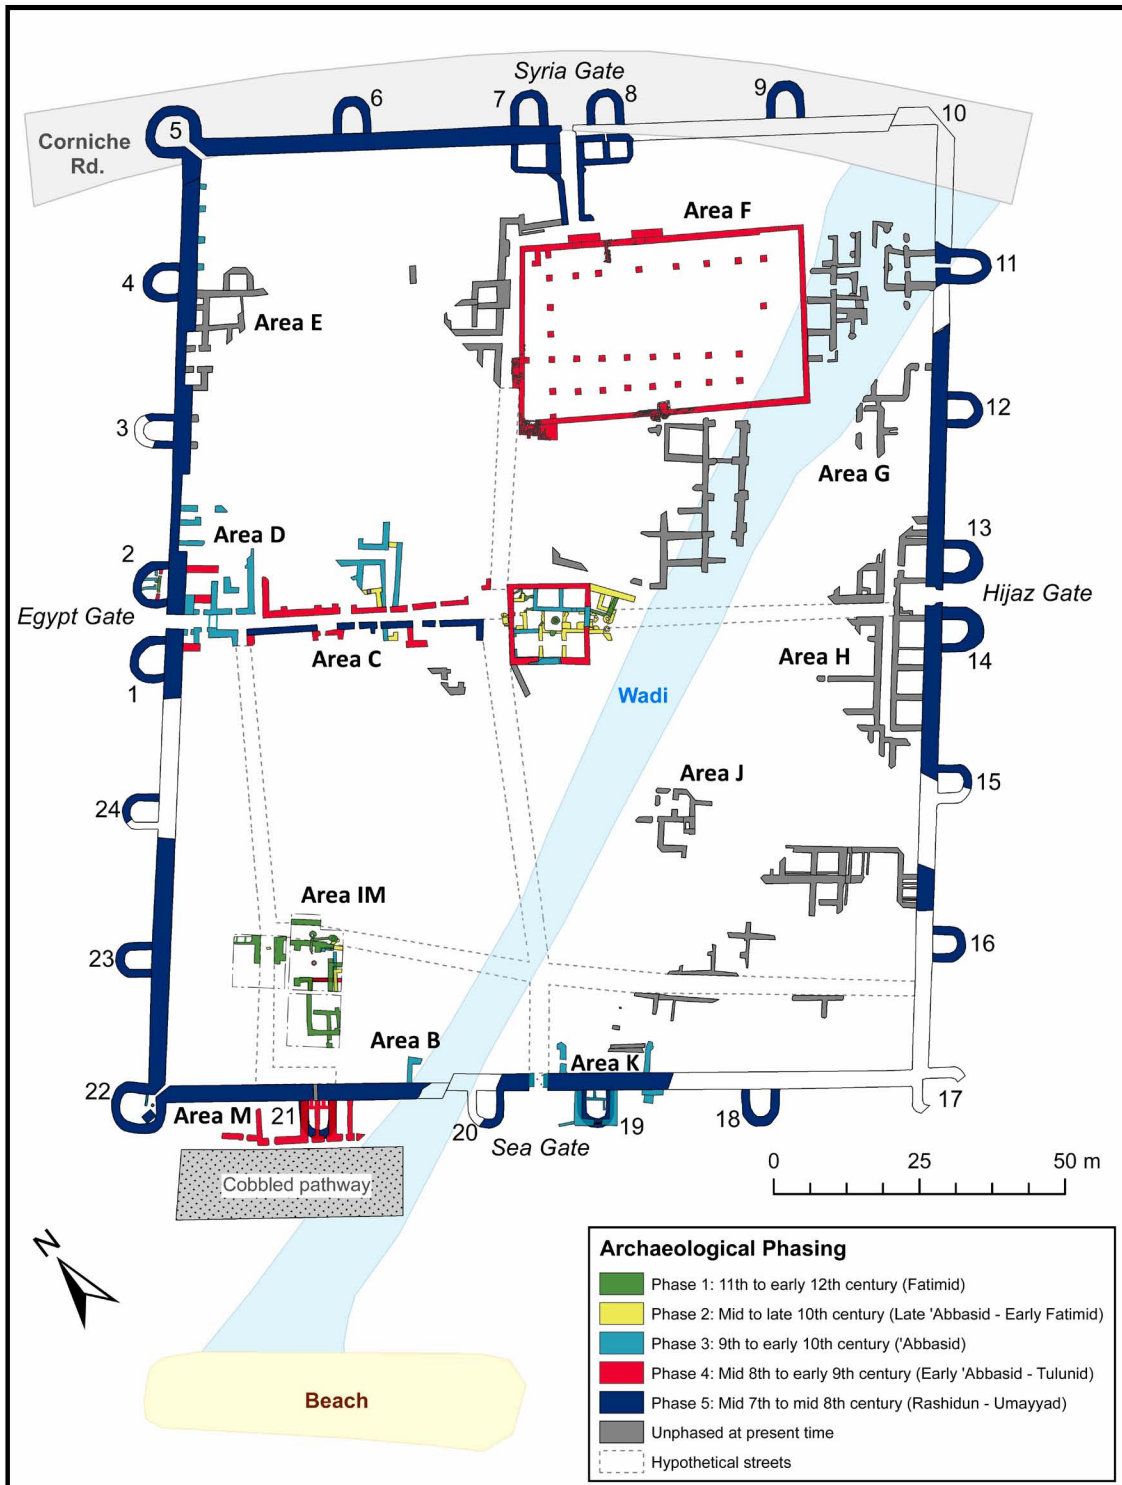 Syria Gate
5
6
7
8
9
10
Corniche
Rd.
Area F
4
11
Area E
3
12
Area G
Area D
2
13
Egypt Gate
Hijaz Gate
1
Area C
Area H
14
Wadi
Area J
15
24
Area IM
23
16
Area B
Area K
22
Area M
21
20
19
18
17
Sea Gate
Cobbled pathway
0 25 50 m
N
Beach
Archaeological Phasing
Phase 1: 11th to early 12th century (Fatimid)
Phase 2: Mid to late 10th century (Late 'Abbasid - Early Fatimid)
Phase 3: 9th to early 10th century ('Abbasid)
Phase 4: Mid 8th to early 9th century (Early 'Abbasid - Tulunid)
Phase 5: Mid 7th to mid 8th century (Rashidun - Umayyad)
Unphased at present time
Hypothetical streets